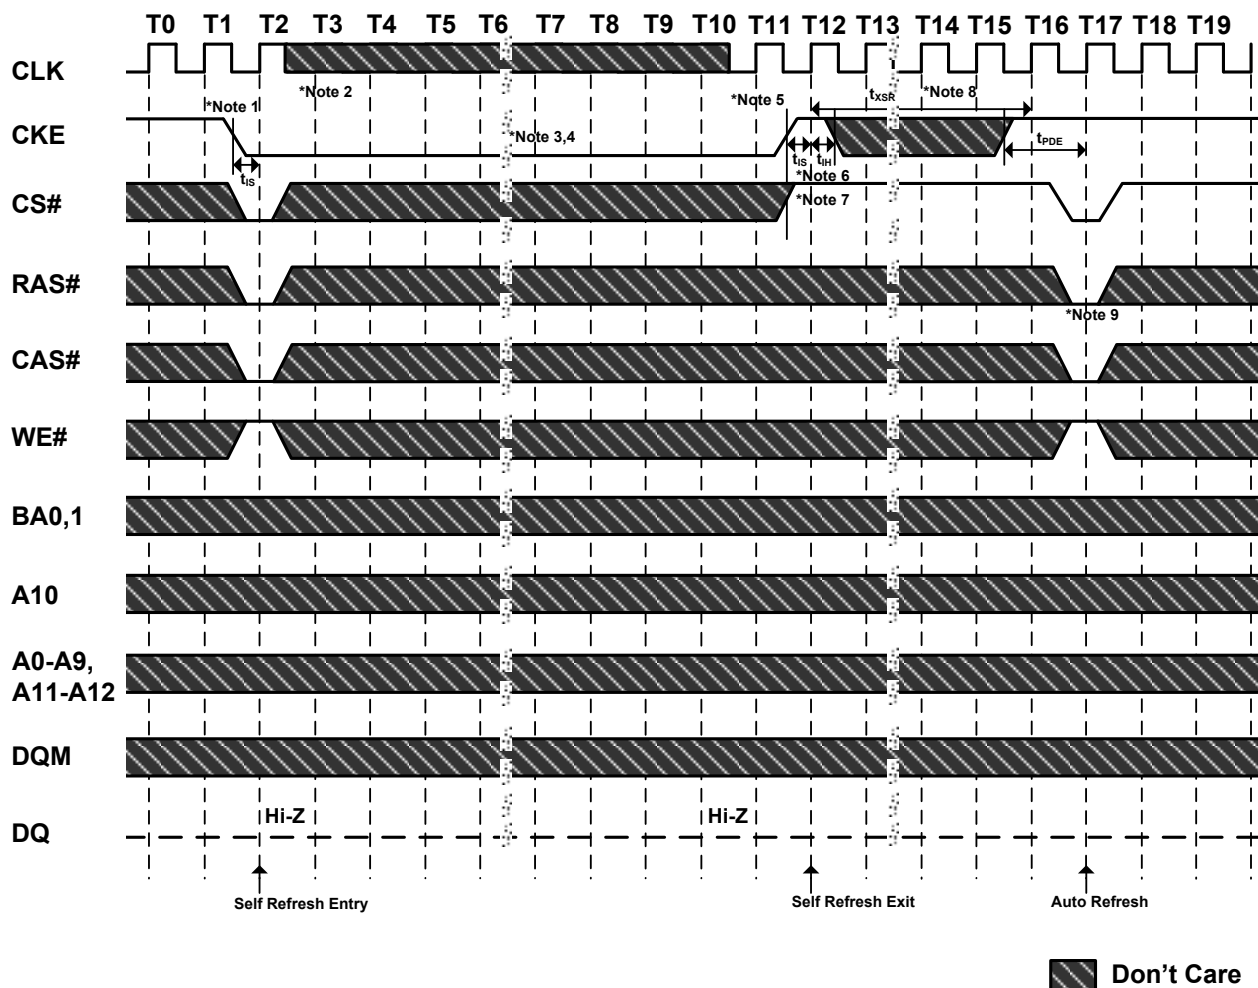 T0 T1 T2 T3 T4 T5 T6 T7 T8 T9 T10 T11 T12 T13 T14 T15 T16 T17 T18 T19
CLK
*Note 1 *Note 2 *Note 5 tXSR *Note 8
CKE
*Note 3,4
tIS tIS tIH tPDE
*Note 6
CS#
*Note 7
RAS#
*Note 9
CAS#
WE#
BA0,1
A10
A0-A9,
A11-A12
DQM
Hi-Z Hi-Z
DQ
Self Refresh Entry Self Refresh Exit Auto Refresh
Don't Care